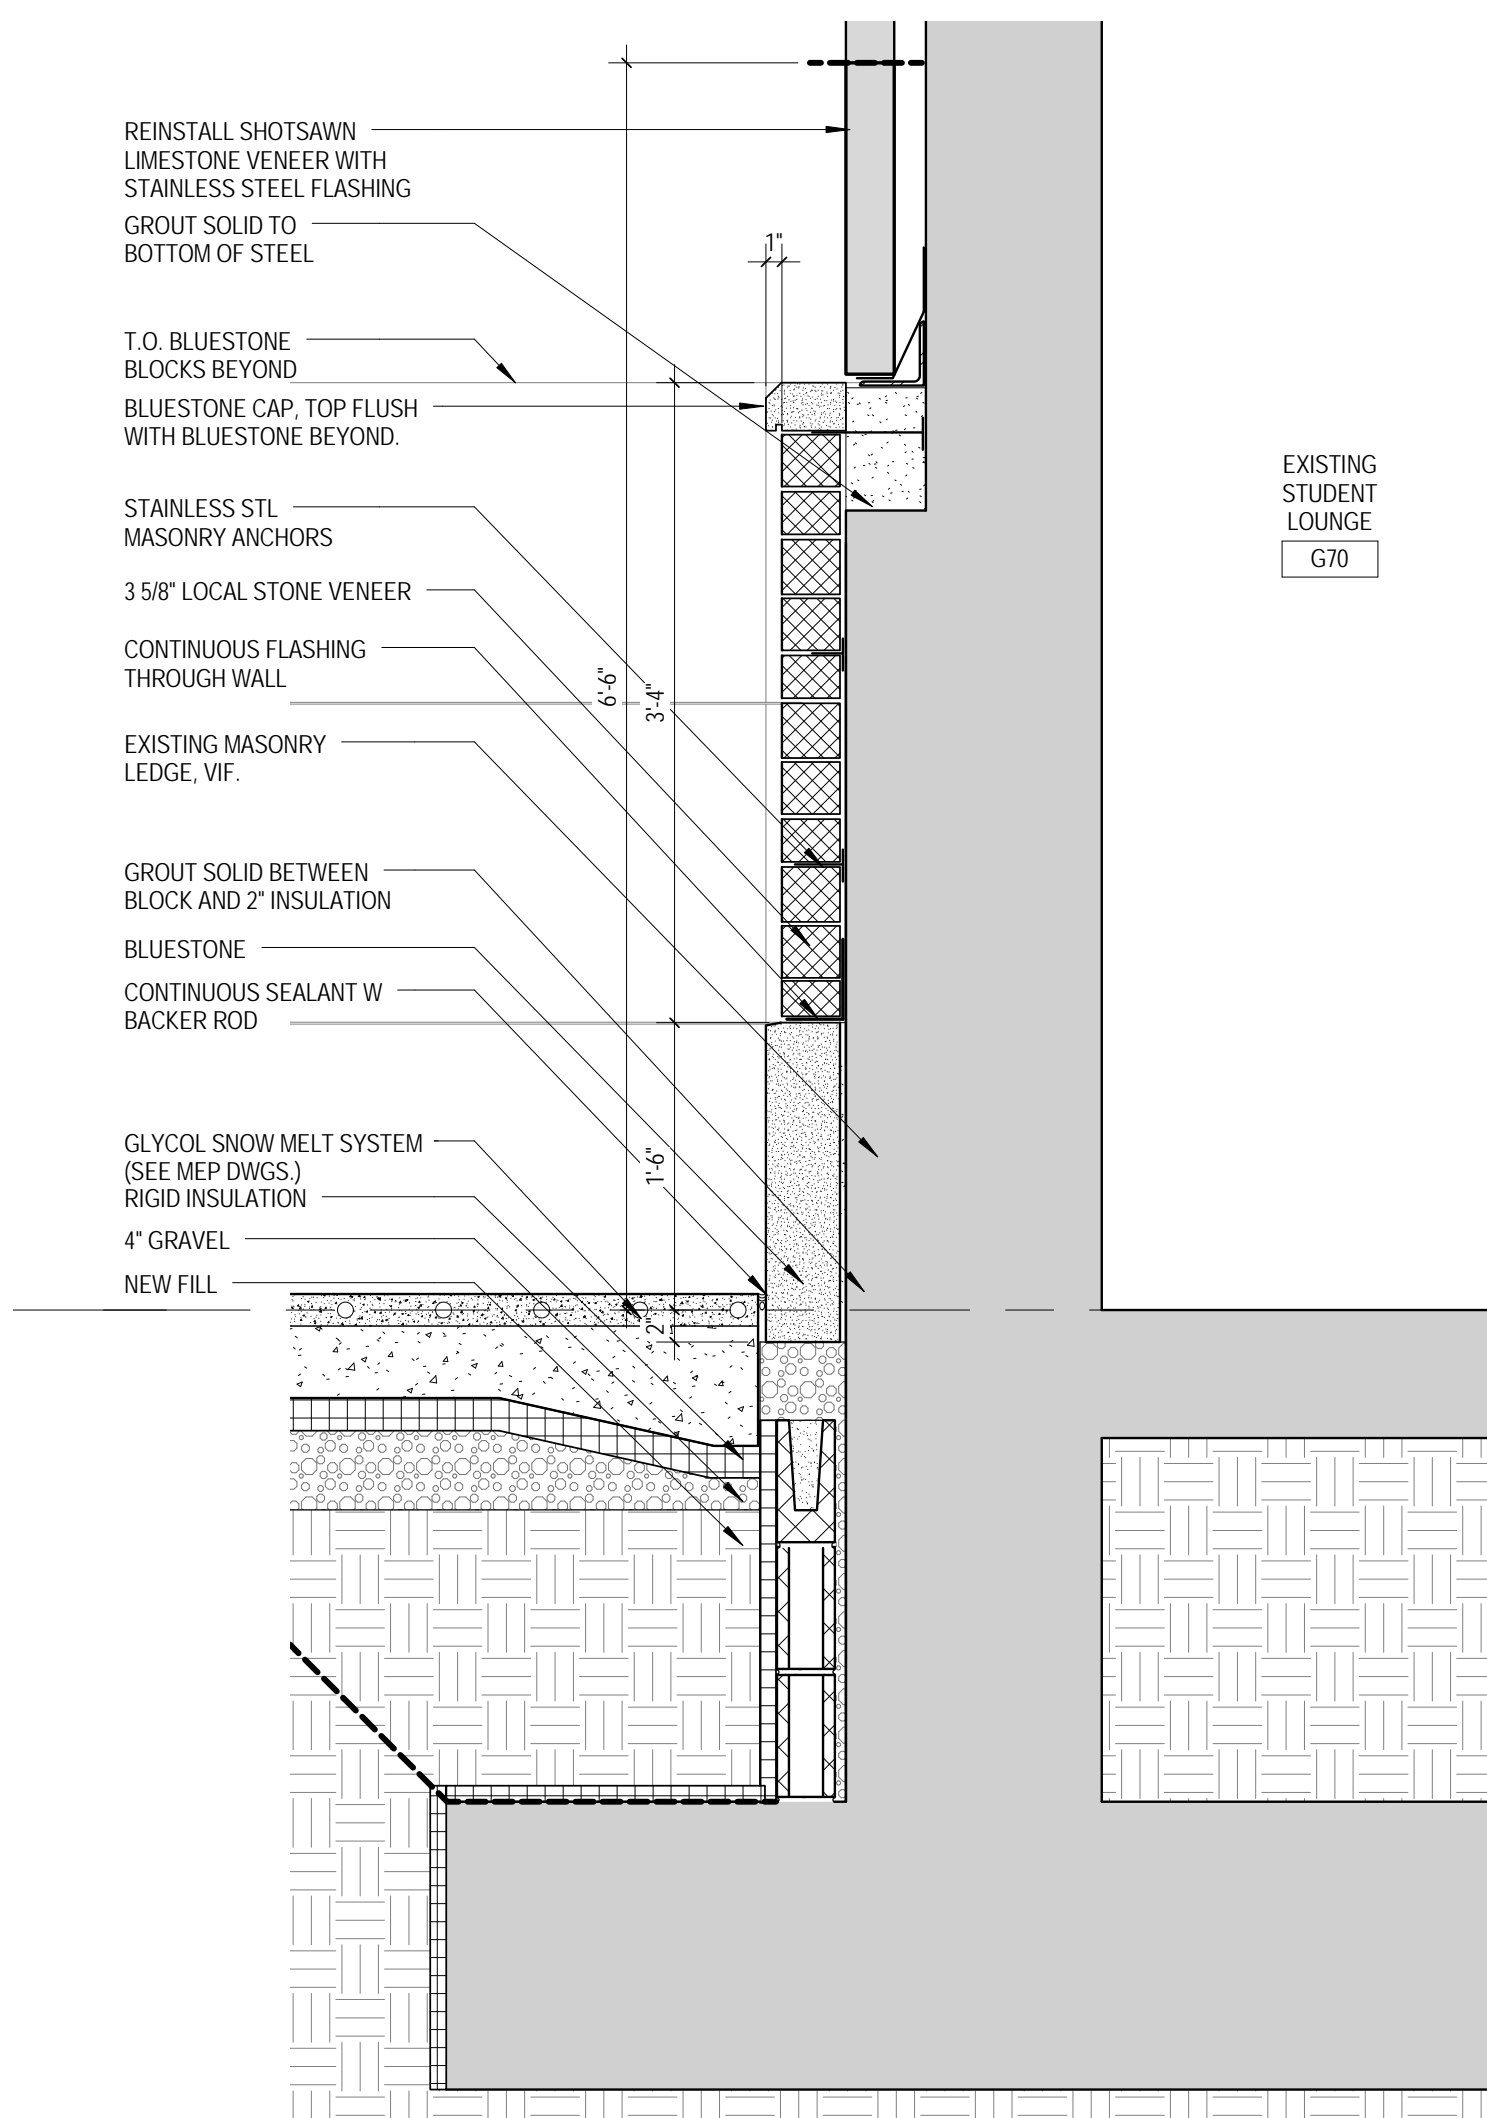 REINSTALL SHOTSAWN
LIMESTONE VENEER WITH
STAINLESS STEEL FLASHING
GROUT SOLID TO
BOTTOM OF STEEL
1"
T.O. BLUESTONE
BLOCKS BEYOND
BLUESTONE CAP, TOP FLUSH
WITH BLUESTONE BEYOND.
EXISTING
STUDENT
LOUNGE
G70
STAINLESS STL
MASONRY ANCHORS
3 5/8" LOCAL STONE VENEER
CONTINUOUS FLASHING
THROUGH WALL
6'-6"
3'-4"
EXISTING MASONRY
LEDGE, VIF.
GROUT SOLID BETWEEN
BLOCK AND 2" INSULATION
BLUESTONE
CONTINUOUS SEALANT W
BACKER ROD
GLYCOL SNOW MELT SYSTEM
(SEE MEP DWGS.)
1'-6"
RIGID INSULATION
4" GRAVEL
NEW FILL
2"